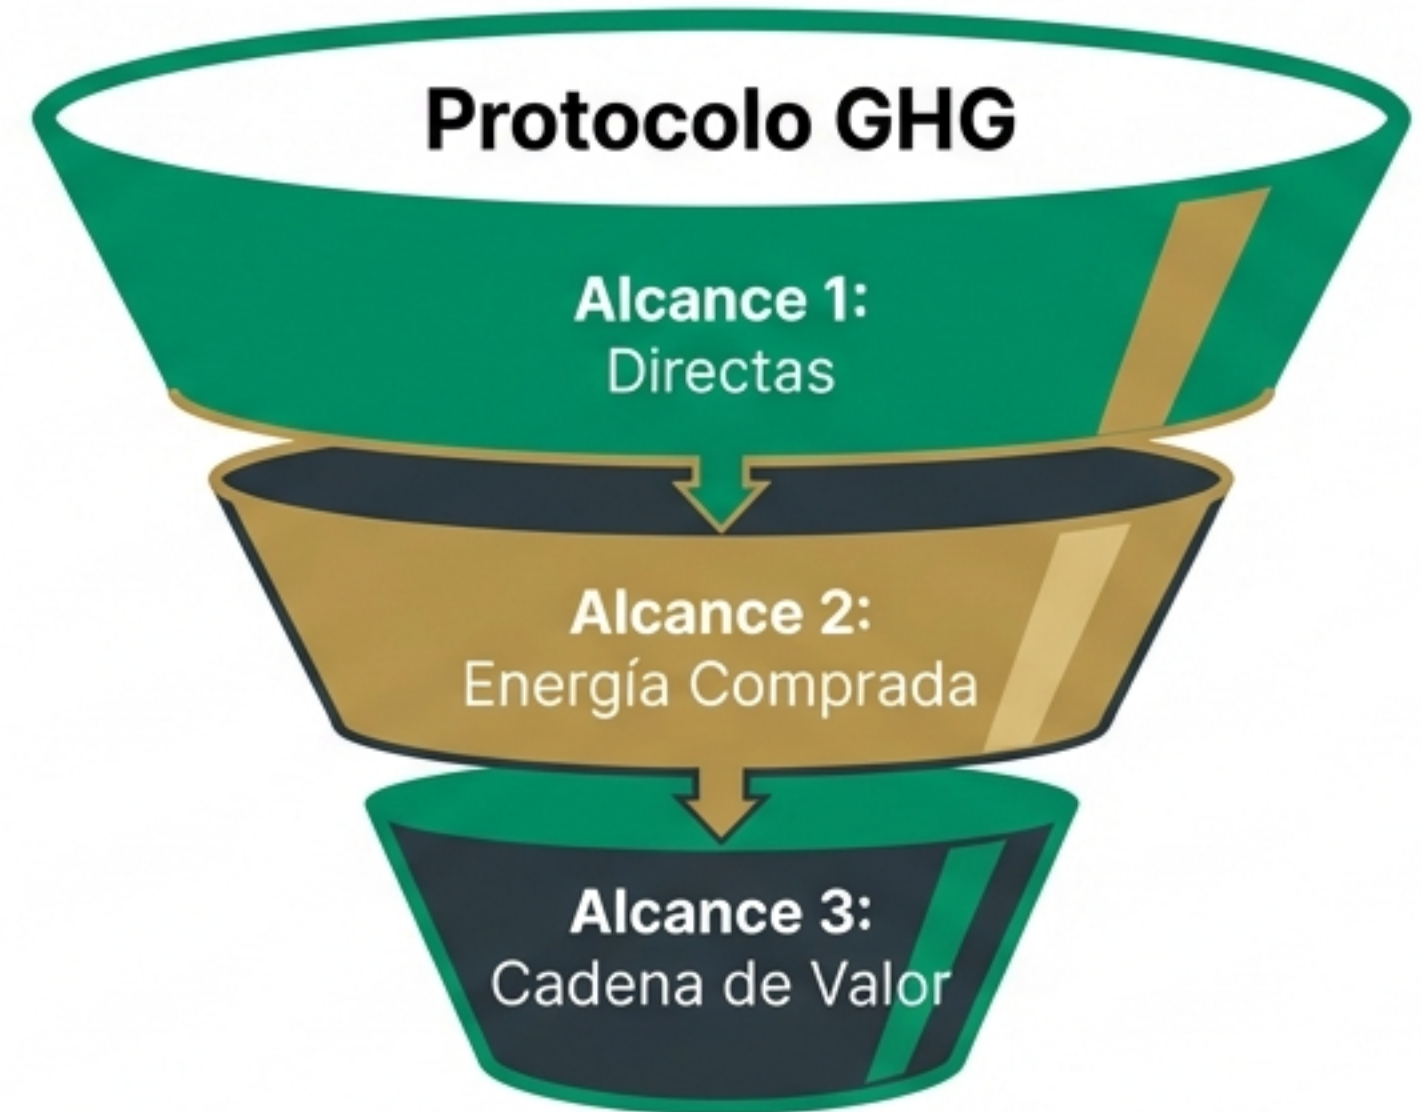 Protocolo GHG
Alcance 1:
Directas
Alcance 2:
Energía Comprada
Alcance 3:
Cadena de Valor